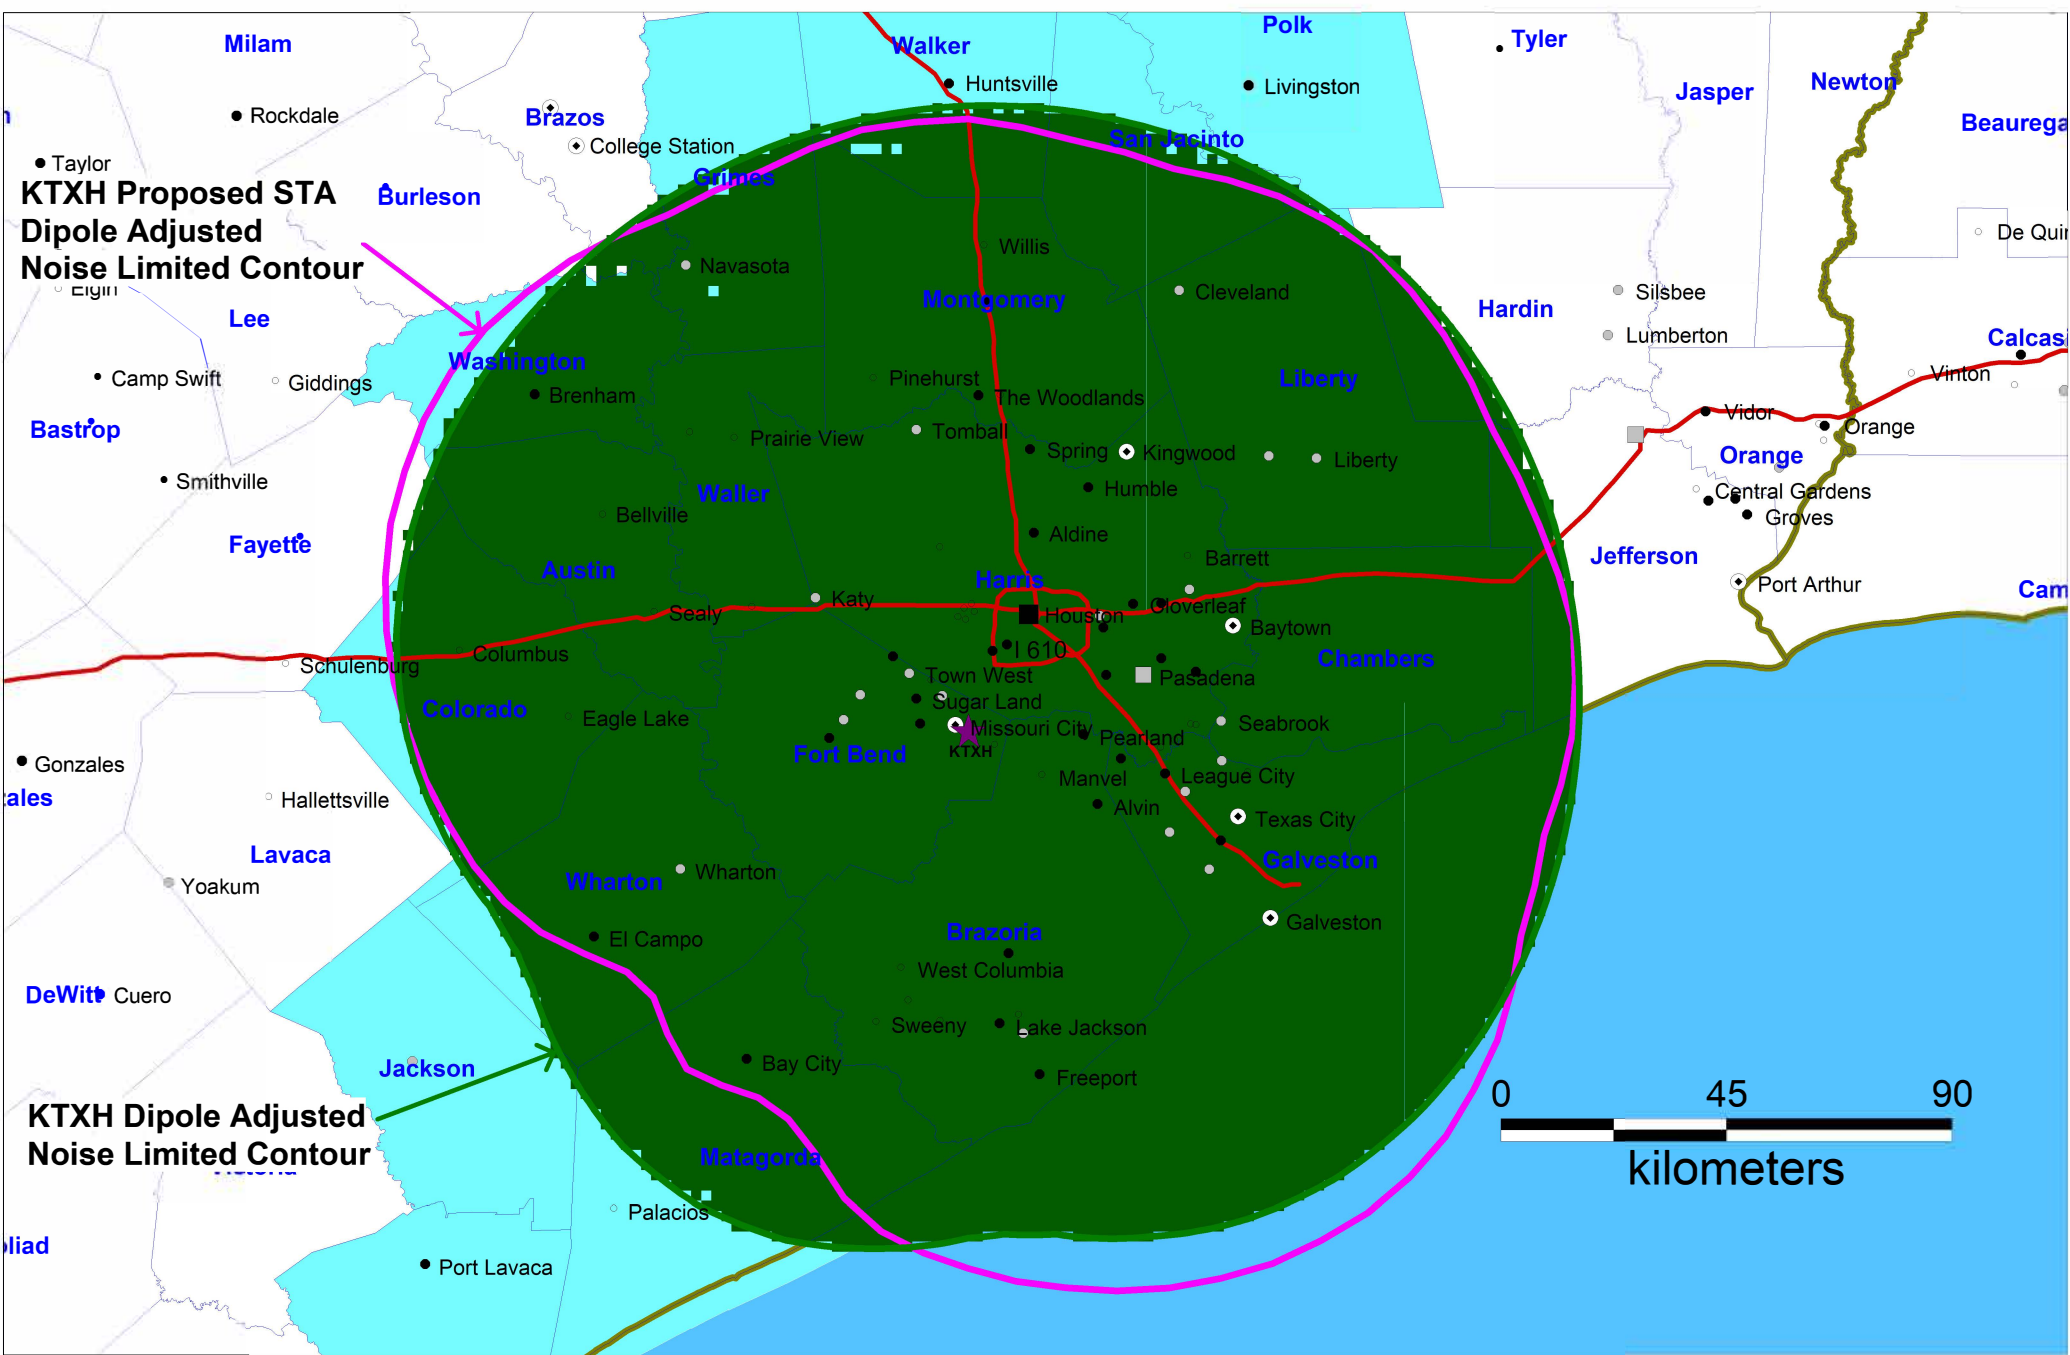 Milam
Walker
Polk
Tyler
Jasper
Newton
Beaurega
Huntsville
Livingston
Rockdale
Brazos
College Station
San Jacinto
Taylor
Grimes
Burleson
KTXH Proposed STA
Dipole Adjusted
Noise Limited Contour
Elgin
Willis
De Quin
Navasota
Cleveland
Silsbee
Montgomery
Hardin
Lee
Lumberton
Calcas
Washington
Camp Swift
Giddings
Pinehurst
Liberty
Vinton
Brenham
The Woodlands
Vidor
Orange
Bastrop
Prairie View
Tomball
Spring
Kingwood
Liberty
Orange
Smithville
Waller
Humble
Central Gardens
Groves
Bellville
Fayette
Aldine
Barrett
Jefferson
Austin
Harris
Port Arthur
Cam
Katy
Cloverleaf
Sealy
Houston
Baytown
I 610
Columbus
Schulenburg
Chambers
Town West
Pasadena
Colorado
Sugar Land
Eagle Lake
Missouri City
Seabrook
Pearland
KTXH
Fort Bend
Gonzales
Manvel
League City
ales
Hallettsville
Alvin
Texas City
Lavaca
Galveston
Wharton
Wharton
Yoakum
Galveston
El Campo
Brazoria
West Columbia
DeWitt
Cuero
Sweeny
Lake Jackson
Jackson
Bay City
Freeport
0 45 90
kilometers
KTXH Dipole Adjusted
Noise Limited Contour
Matagorda
Victoria
Palacios
liad
Port Lavaca